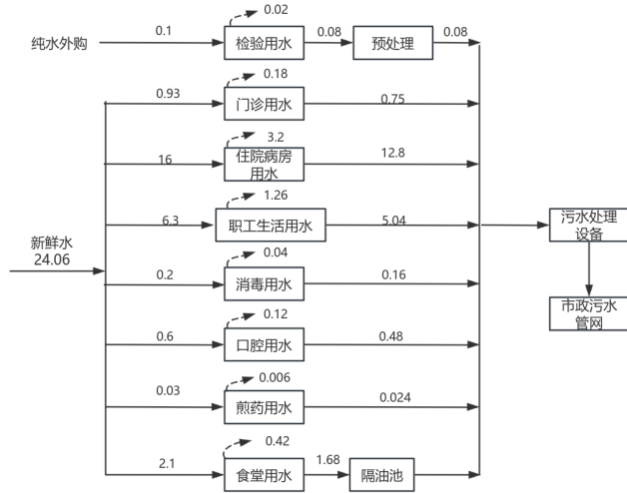 0.02
纯水外购
0.1
检验用水
0.08
预处理
0.08
0.18
0.93
门诊用水
0.75
3.2
16
住院病房
用水
12.8
1.26
6.3
职工生活用水
5.04
污水处理
设备
新鲜水
24.06
0.04
0.2
消毒用水
0.16
市政污水
管网
0.12
0.6
口腔用水
0.48
0.006
0.03
煎药用水
0.024
0.42
2.1
食堂用水
1.68
隔油池